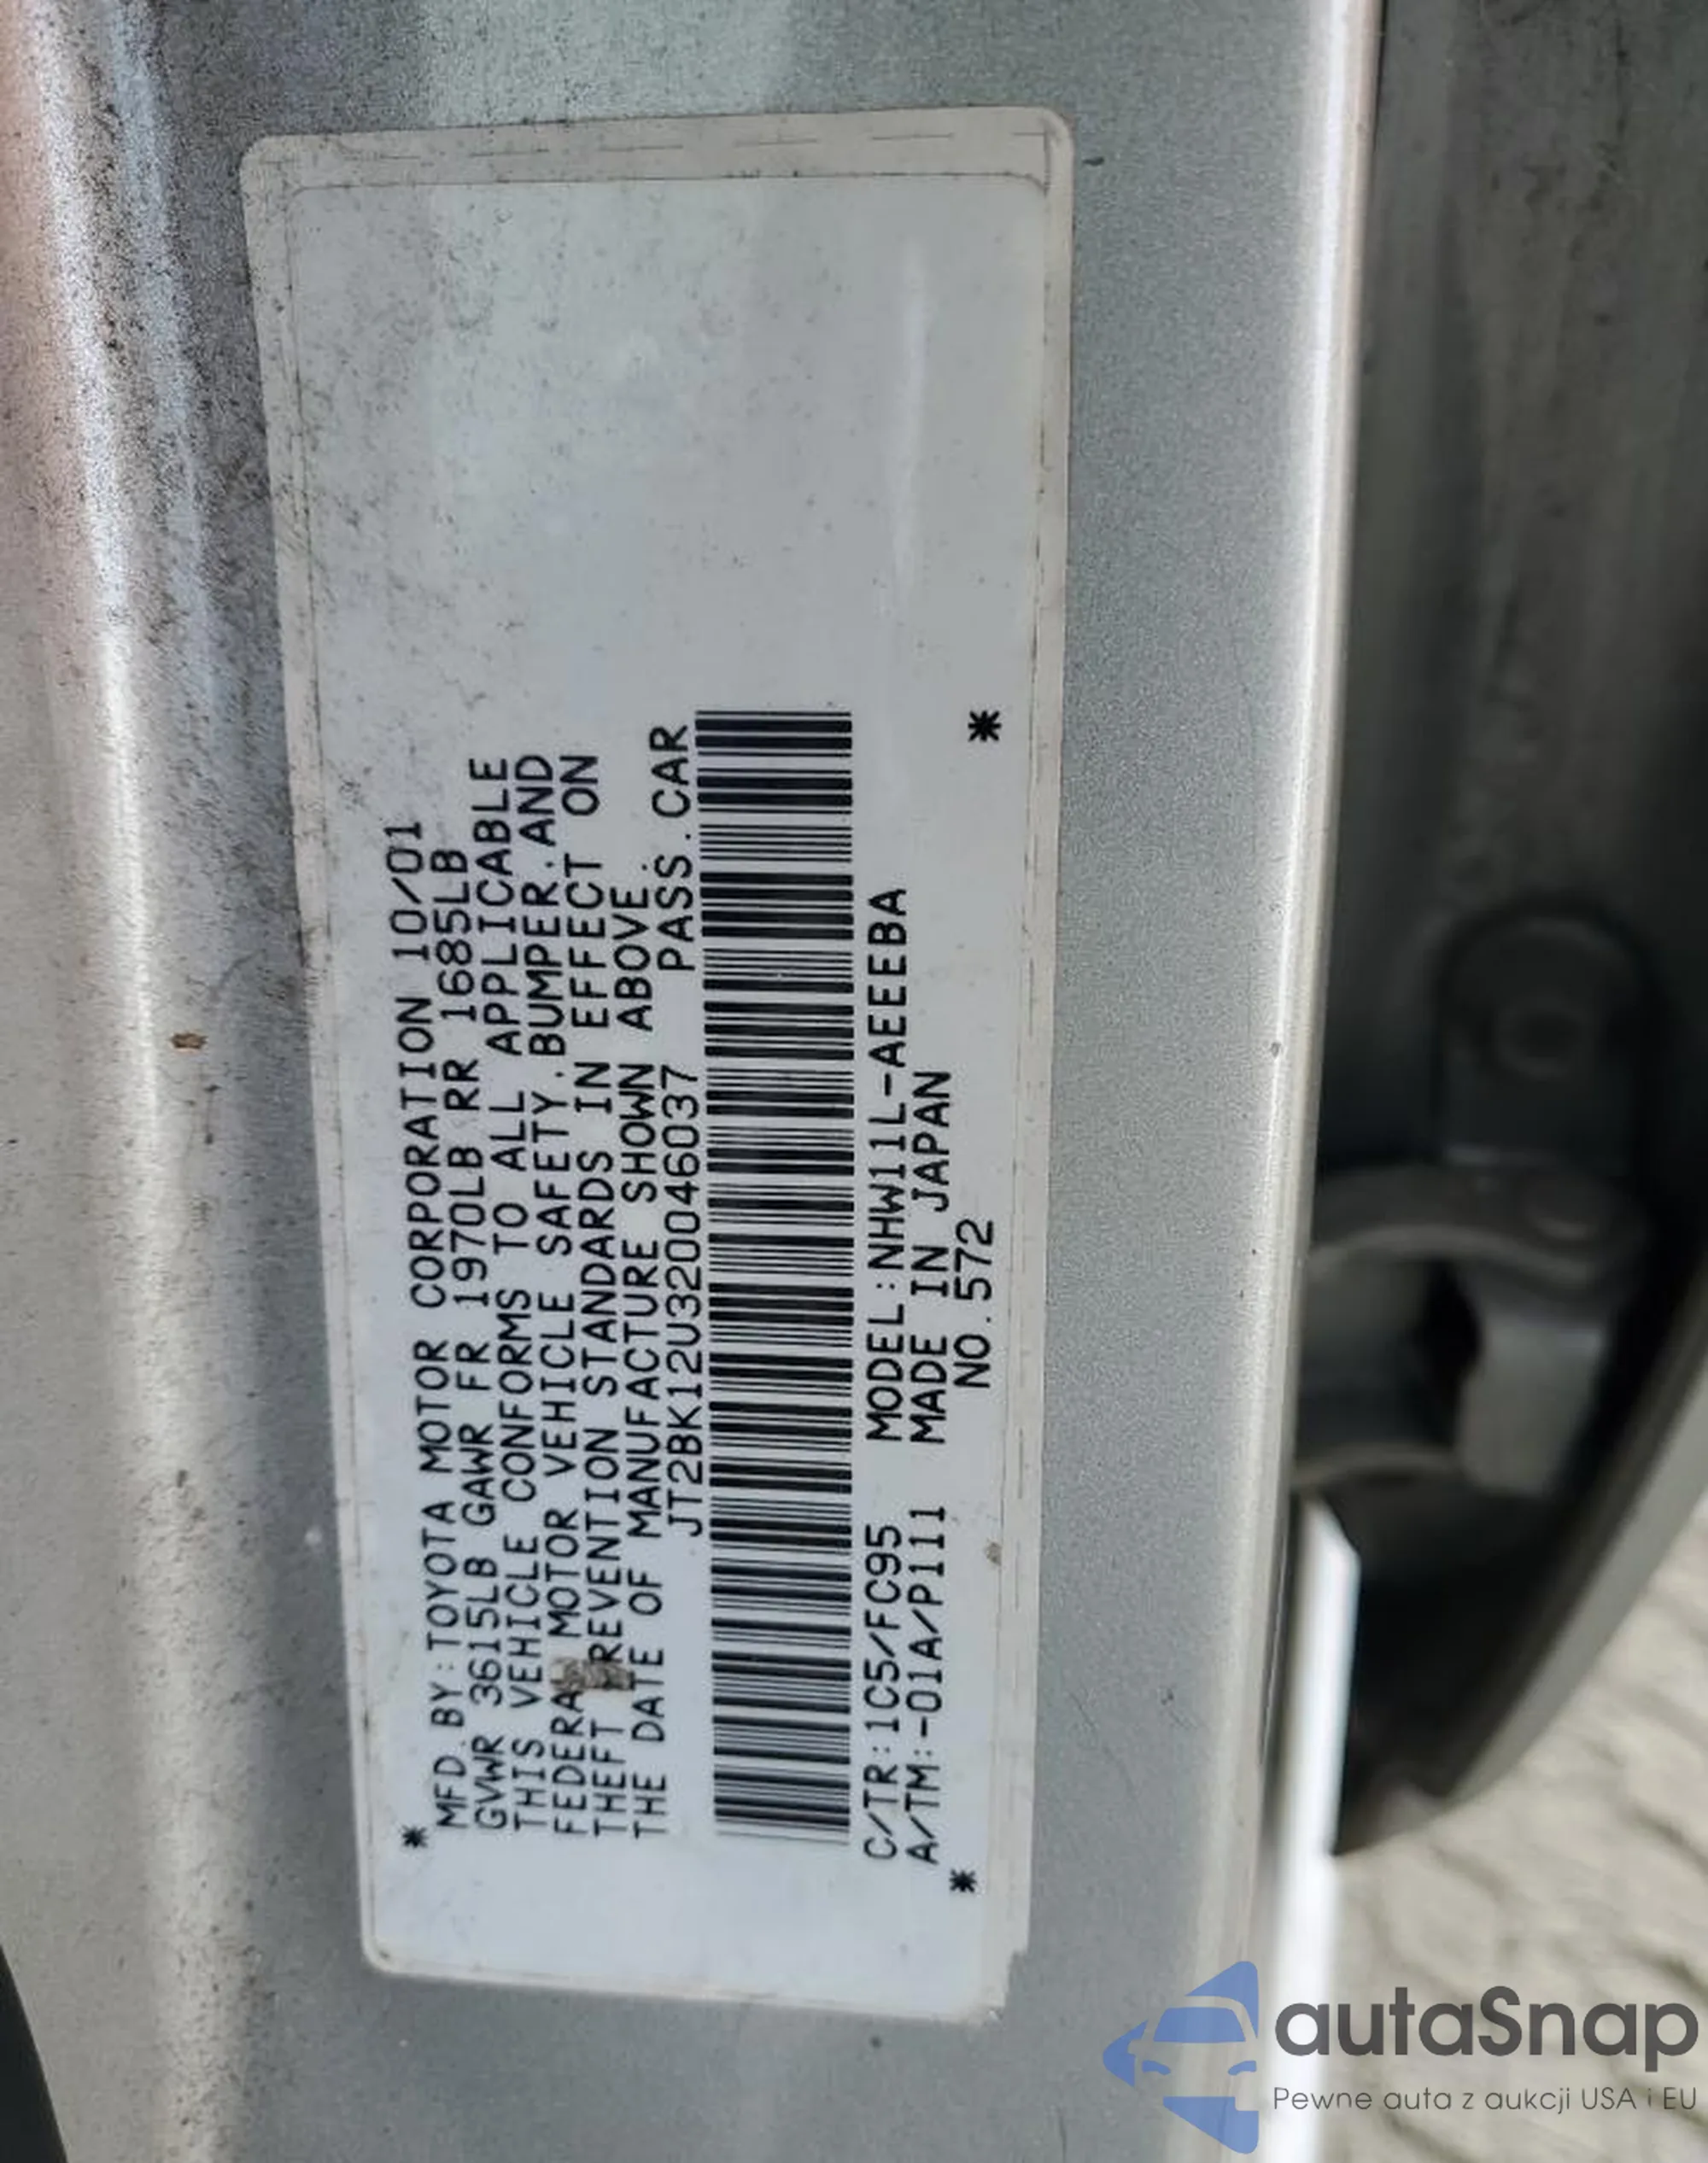 *
MFD. BY: TOYOTA MOTOR CORPORATION 10/01
GVWR 3615LB GAWR FR 1970LB RR 1685LB
THIS VEHICLE CONFORMS TO ALL APPLICABLE
FEDERA MOTOR VEHICLE SAFETY. BUMPER. AND
THEFT REVENTION STANDARDS IN EFFECT ON
THE DATE OF MANUFACTURE SHOWN ABOVE.
JT2BK12U320046037 PASS. CAR
C/TR: 1C5/FC95 MODEL: NHW11L-AEEEBA
A/TM: -01A/P111 MADE IN JAPAN
* NO. 572 *
autaSnap
Pewne auta z aukcji USA i EU